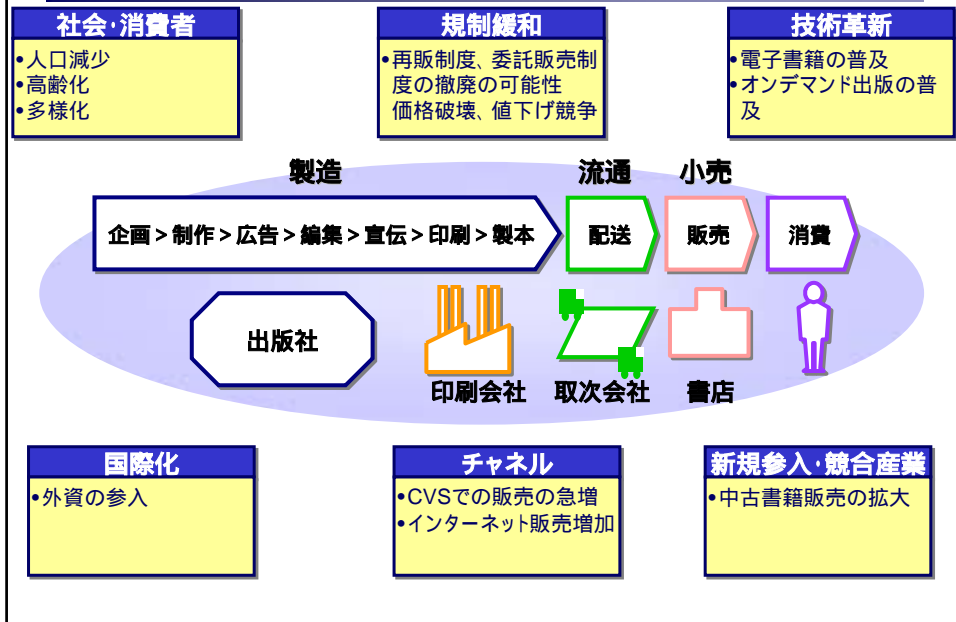 社会・消費者
•人口減少
•高齢化
•多様化
規制緩和
•再販制度、委託販売制
度の撤廃の可能性
価格破壊、値下げ競争
技術革新
•電子書籍の普及
•オンデマンド出版の普
及
製造
流通
小売
企画>制作>広告>編集>宣伝>印刷>製本
配送
販売
消費
出版社
印刷会社
取次会社
書店
国際化
•外資の参入
チャネル
•CVSでの販売の急増
•インターネット販売増加
新規参入・競合産業
•中古書籍販売の拡大